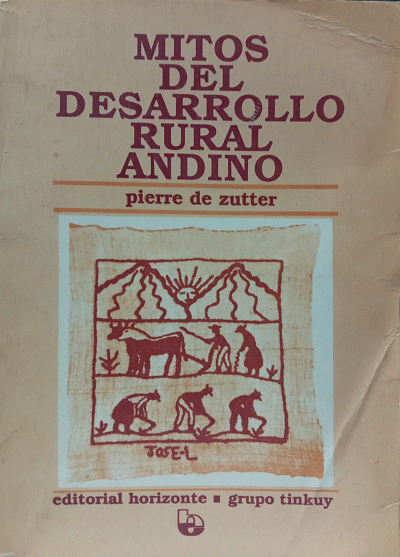 MITOS
DEL
DESARROLLO
RURAL
ANDINO
pierre de zutter
JOSE-L
editorial horizonte ■ grupo tinkuy